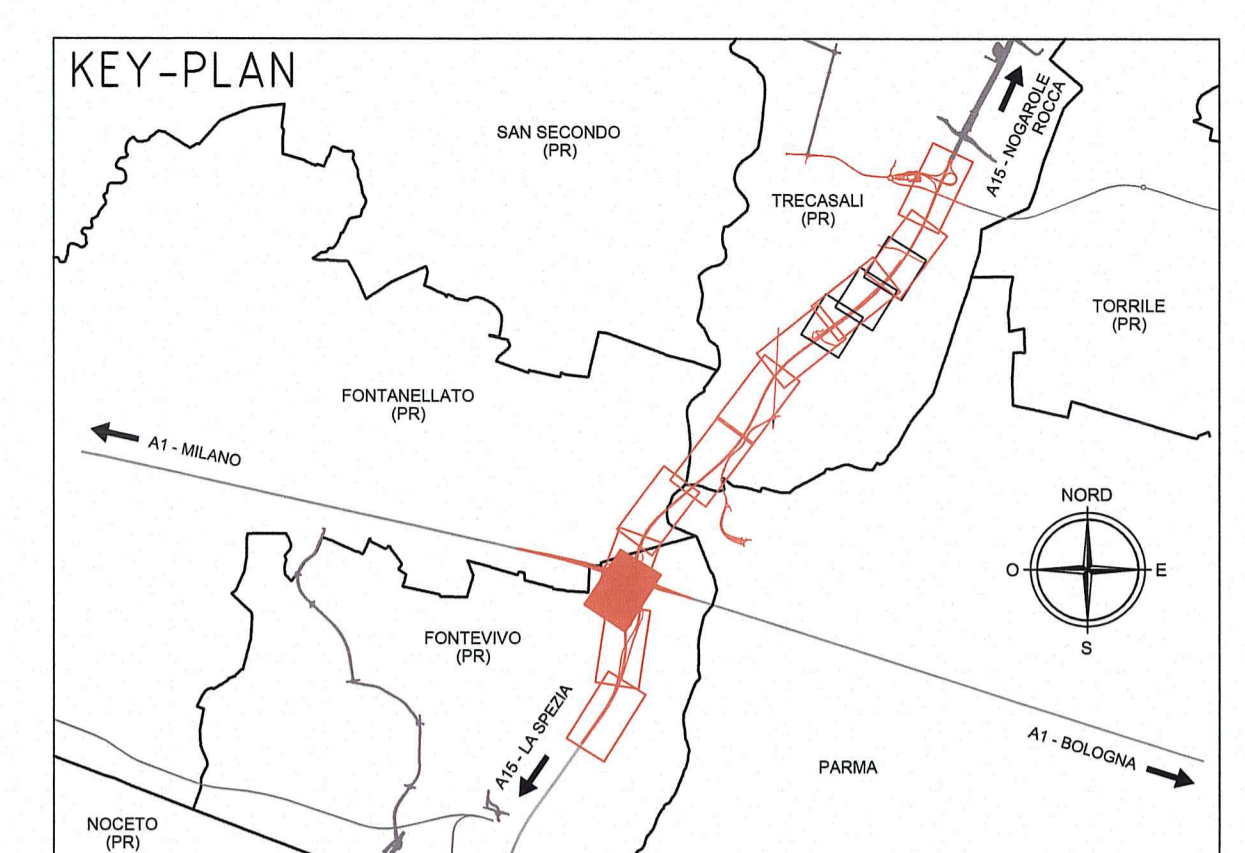 KEY-PLAN
SAN SECONDO
(PR)
A15 - NOGAROLE
ROCCA
TRECASALI
(PR)
TORRILE
(PR)
FONTANELLATO
(PR)
A1 - MILANO
NORD
O
E
S
FONTEVIVO
(PR)
A15 - LA SPEZIA
A1 - BOLOGNA
PARMA
NOCETO
(PR)